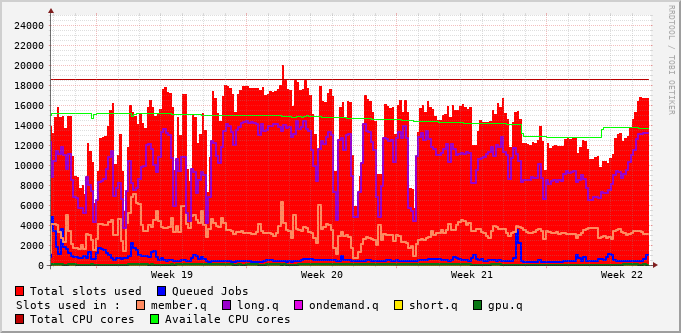 RRDTOOL / TOBI OETIKER
24000
22000
20000
18000
16000
14000
12000
10000
8000
6000
4000
2000
0
Week 19 Week 20 Week 21 Week 22
Total slots used Queued Jobs
Slots used in : member.q long.q ondemand.q short.q gpu.q
Total CPU cores Availale CPU cores